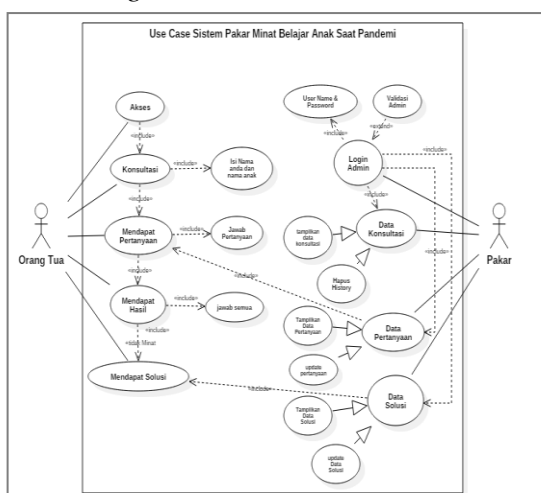 Use Case Sistem Pakar Minat Belajar Anak Saat Pandemi
Akses
«include»
Konsultasi
«include»
Isi Nama
anda dan
nama anak
«include»
Mendapat
Pertanyaan
«include»
Jawab
Pertanyaan
«include»
Mendapat
Hasil
«include»
jawab semua
«include»
Minat
Mendapat Solusi
Orang Tua
User Name &
Password
Validasi
Admin
«include»
«extend»
Login
Admin
«include»
«include»
tampilkan
data
konsultasi
Data
Konsultasi
Hapus
History
«include»
«include»
Tampilkan
Data
Pertanyaan
Data
Pertanyaan
update
pertanyaan
«include»
Tampilkan
Data
Solusi
Data
Solusi
update
Data
Solusi
Pakar